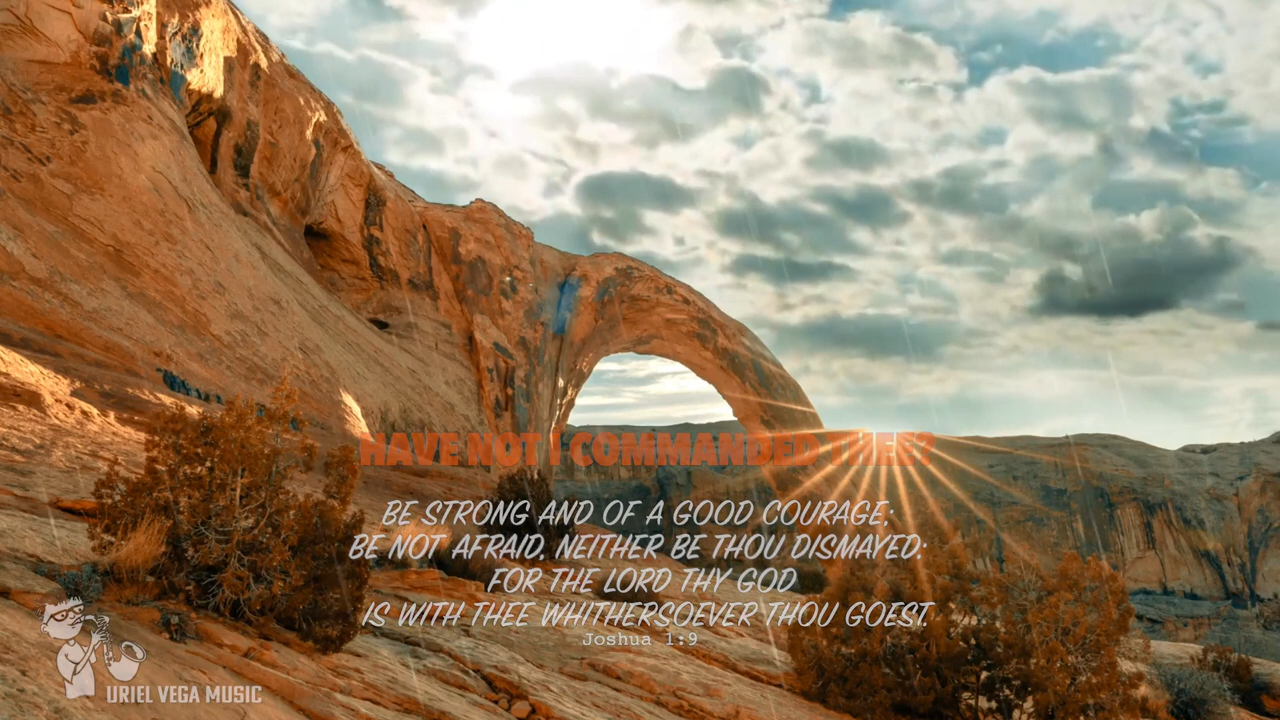 HAVE NOT I COMMANDED THEE?
BE STRONG AND OF A GOOD COURAGE;
BE NOT AFRAID, NEITHER BE THOU DISMAYED:
FOR THE LORD THY GOD
IS WITH THEE WHITHERSOEVER THOU GOEST.
Joshua 1:9
URIEL VEGA MUSIC